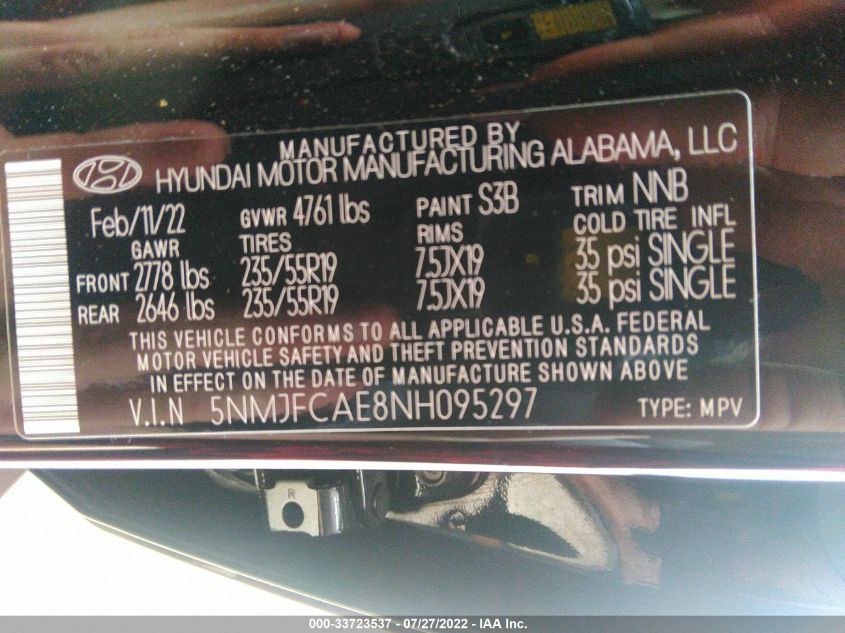 MANUFACTURED BY
HYUNDAI MOTOR MANUFACTURING ALABAMA, LLC
Feb/11/22 GVWR 4761 lbs PAINT S3B TRIM NNB
GAWR TIRES RIMS COLD TIRE INFL
FRONT 2778 lbs 235/55R19 7.5JX19 35 psi SINGLE
REAR 2646 lbs 235/55R19 7.5JX19 35 psi SINGLE
THIS VEHICLE CONFORMS TO ALL APPLICABLE U.S.A. FEDERAL
MOTOR VEHICLE SAFETY AND THEFT PREVENTION STANDARDS
IN EFFECT ON THE DATE OF MANUFACTURE SHOWN ABOVE
V.I.N 5NMJFCAE8NH095297 TYPE: MPV
R
000-33723537 - 07/27/2022 - IAA Inc.